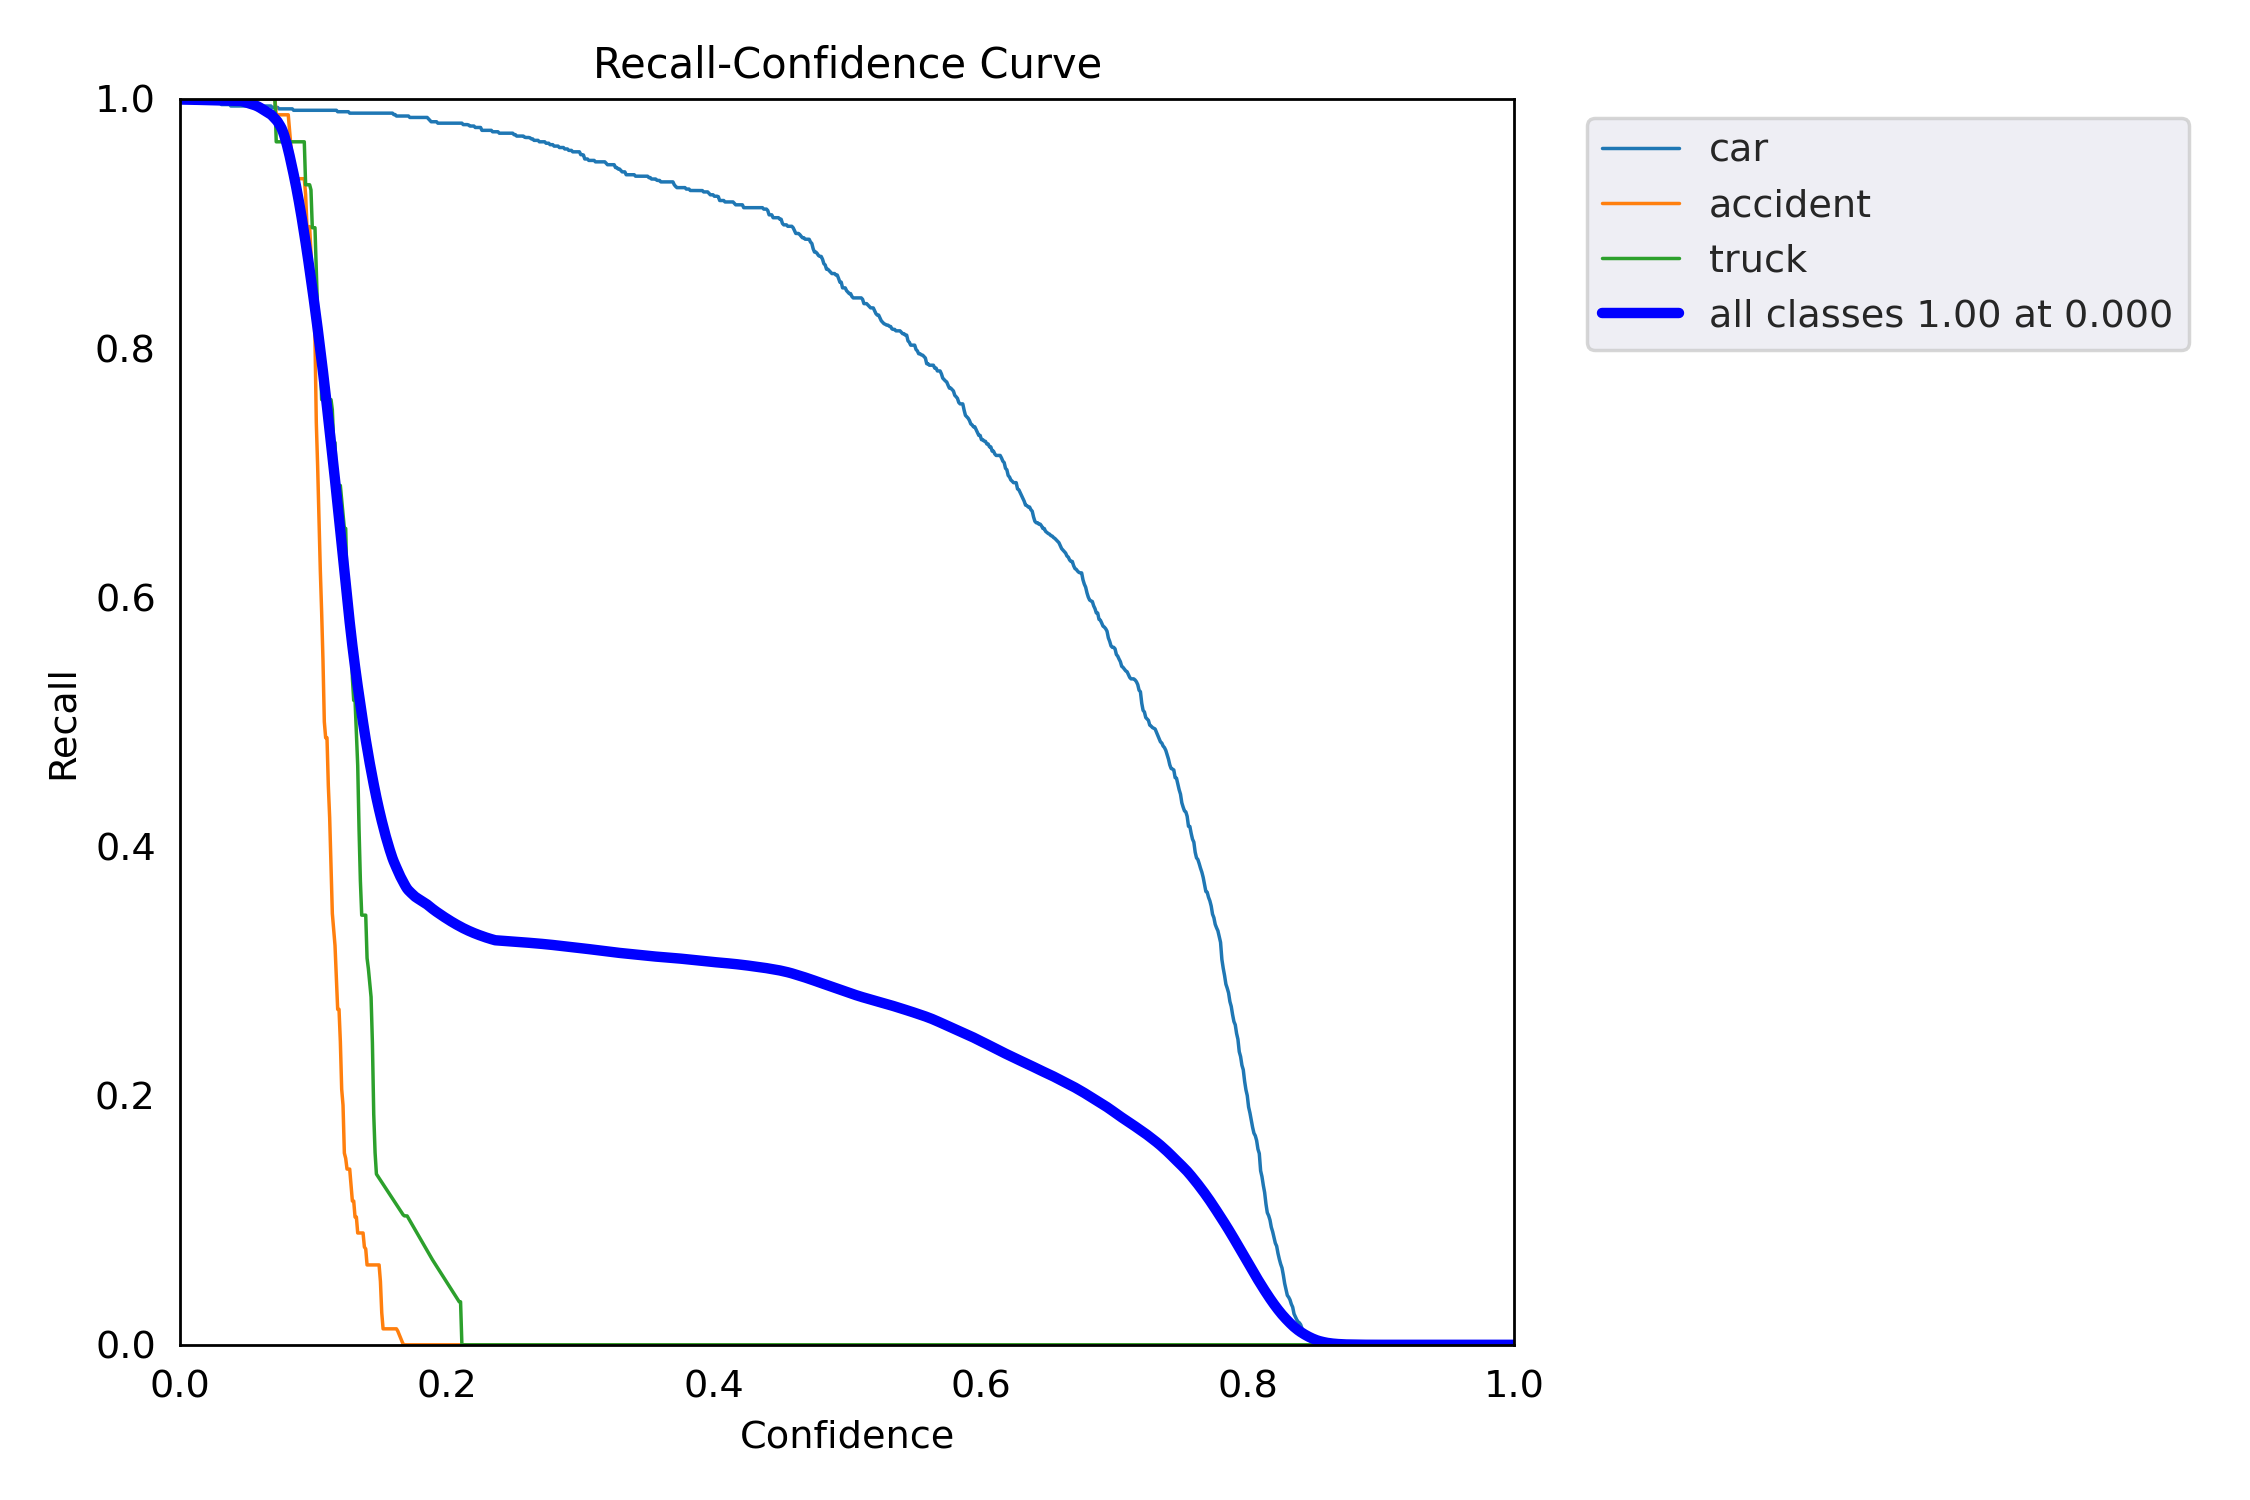 Recall-Confidence Curve
1.0
0.8
0.6
0.4
0.2
0.0
Recall
0.0 0.2 0.4 0.6 0.8 1.0
Confidence
car
accident
truck
all classes 1.00 at 0.000